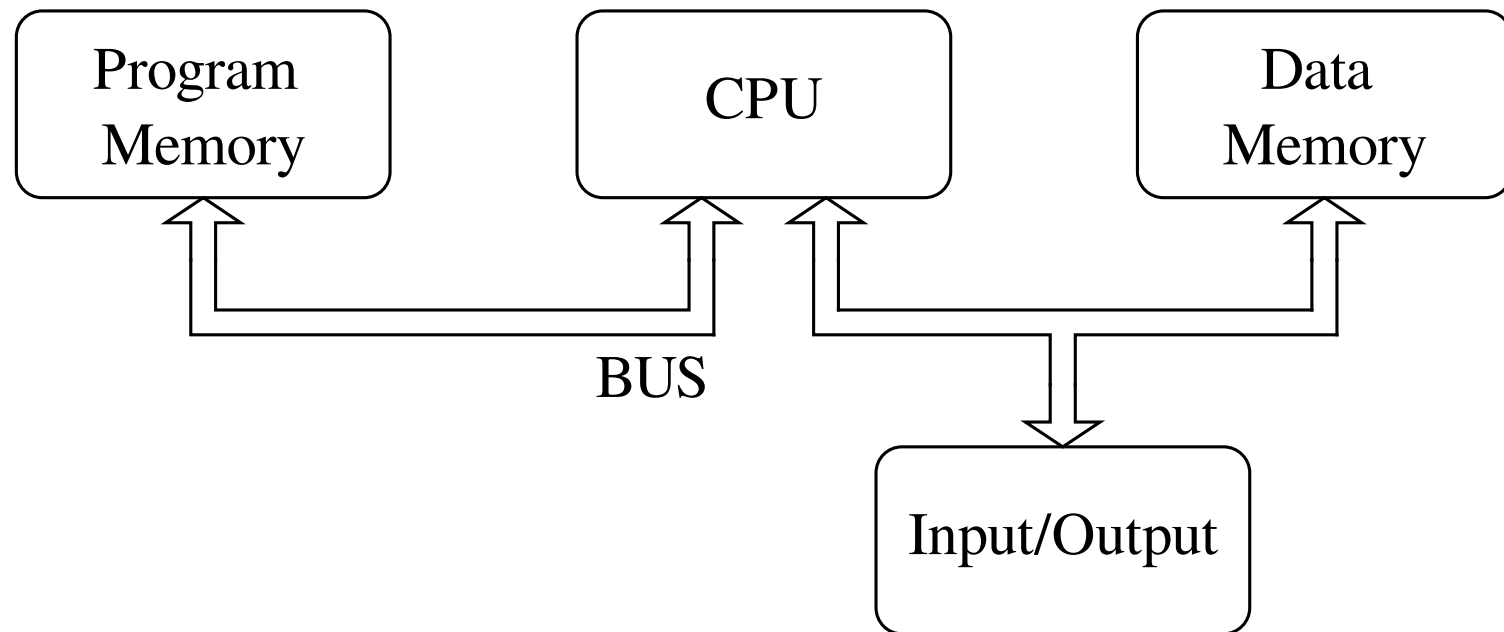 Program
Memory
CPU
Data
Memory
BUS
Input/Output